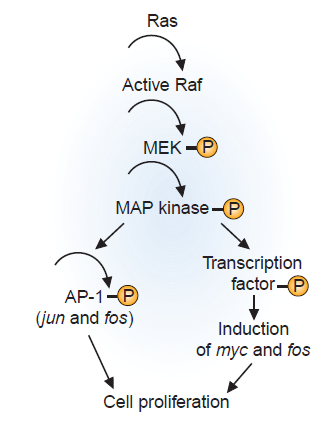 Ras
Active Raf
MEK P
MAP kinase P
Transcription
factor P
AP-1 P
(jun and fos)
Induction
of myc and fos
Cell proliferation